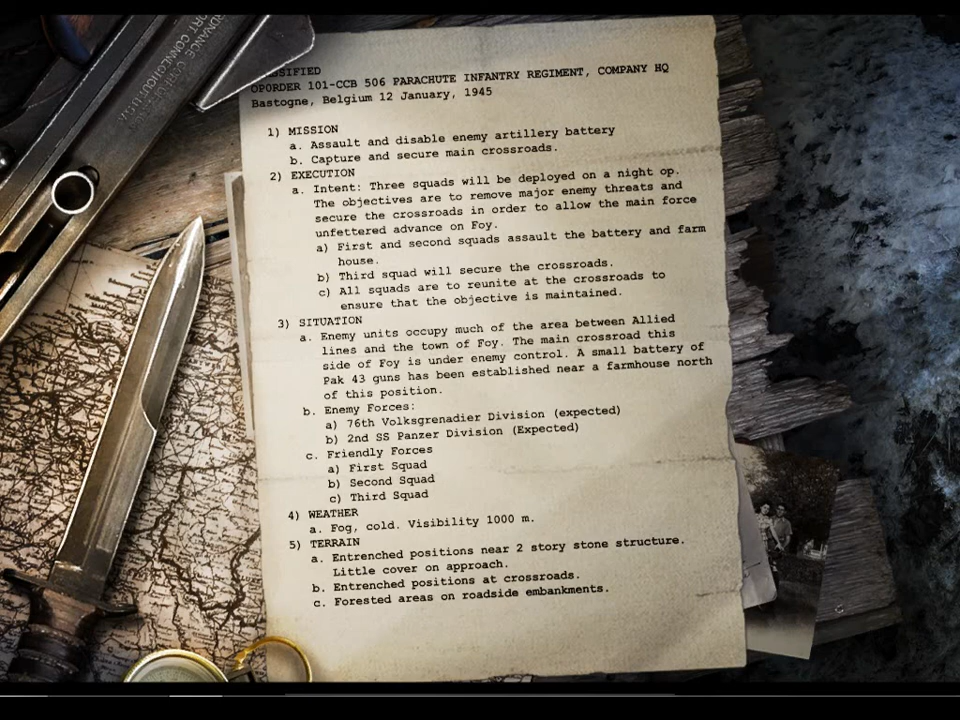 ORDNANCE
PORT CONNECTICUT U.S.A.
SSIFIED
OPORDER 101-CCB 506 PARACHUTE INFANTRY REGIMENT, COMPANY HQ
Bastogne, Belgium 12 January, 1945
1) MISSION
a. Assault and disable enemy artillery battery
b. Capture and secure main crossroads.
2) EXECUTION
a. Intent: Three squads will be deployed on a night op.
The objectives are to remove major enemy threats and
secure the crossroads in order to allow the main force
unfettered advance on Foy.
a) First and second squads assault the battery and farm
house.
b) Third squad will secure the crossroads.
c) All squads are to reunite at the crossroads to
ensure that the objective is maintained.
3) SITUATION
a. Enemy units occupy much of the area between Allied
lines and the town of Foy. The main crossroad this
side of Foy is under enemy control. A small battery of
Pak 43 guns has been established near a farmhouse north
of this position.
b. Enemy Forces:
a) 76th Volksgrenadier Division (expected)
b) 2nd SS Panzer Division (Expected)
c. Friendly Forces
a) First Squad
b) Second Squad
c) Third Squad
4) WEATHER
a. Fog, cold. Visibility 1000 m.
5) TERRAIN
a. Entrenched positions near 2 story stone structure.
Little cover on approach.
b. Entrenched positions at crossroads.
c. Forested areas on roadside embankments.